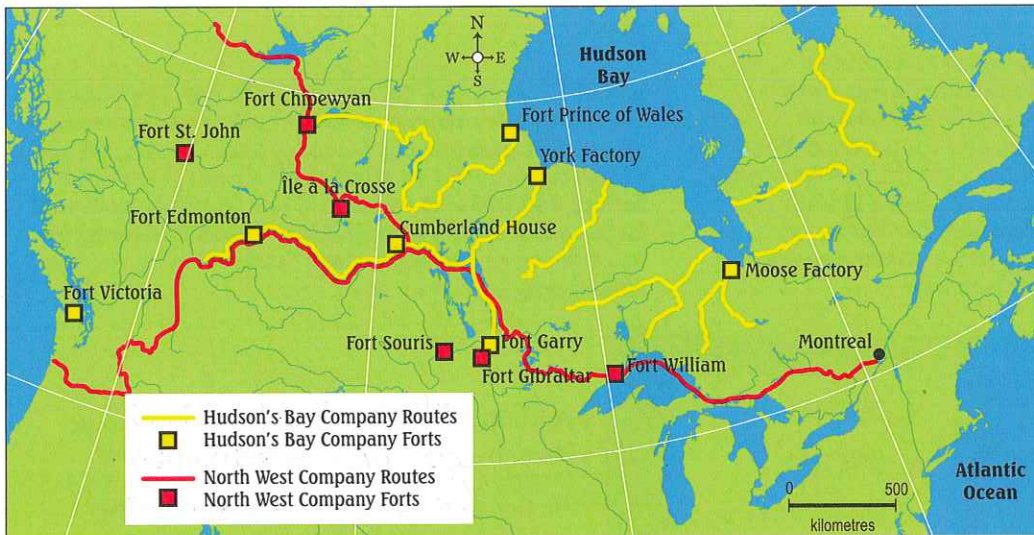 N
W E
S
Hudson
Bay
Fort Chipewyan
Fort Prince of Wales
Fort St. John
York Factory
Île à la Crosse
Fort Edmonton
Cumberland House
Moose Factory
Fort Victoria
Fort Souris
Fort Garry
Montreal
Fort Gibraltar
Fort William
Hudson's Bay Company Routes
Hudson's Bay Company Forts
North West Company Routes
North West Company Forts
Atlantic
Ocean
0 500
kilometres